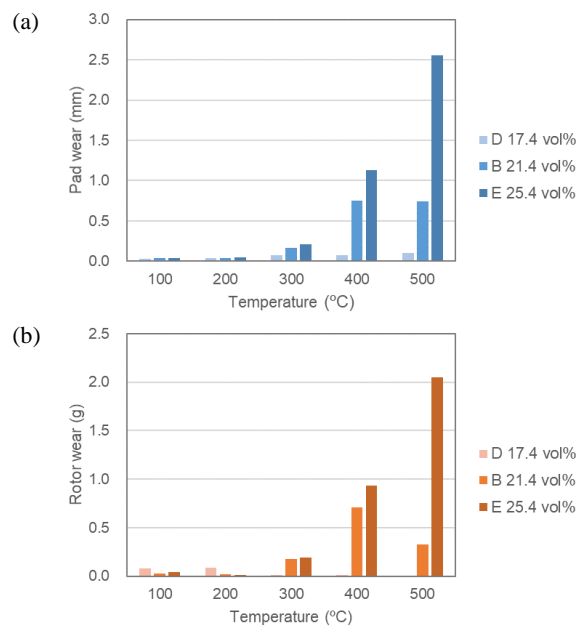 (a)
3.0
2.5
2.0
1.5
1.0
0.5
0.0
Pad wear (mm)
100 200 300 400 500
Temperature (ºC)
D 17.4 vol%
B 21.4 vol%
E 25.4 vol%
(b)
2.5
2.0
1.5
1.0
0.5
0.0
Rotor wear (g)
100 200 300 400 500
Temperature (ºC)
D 17.4 vol%
B 21.4 vol%
E 25.4 vol%